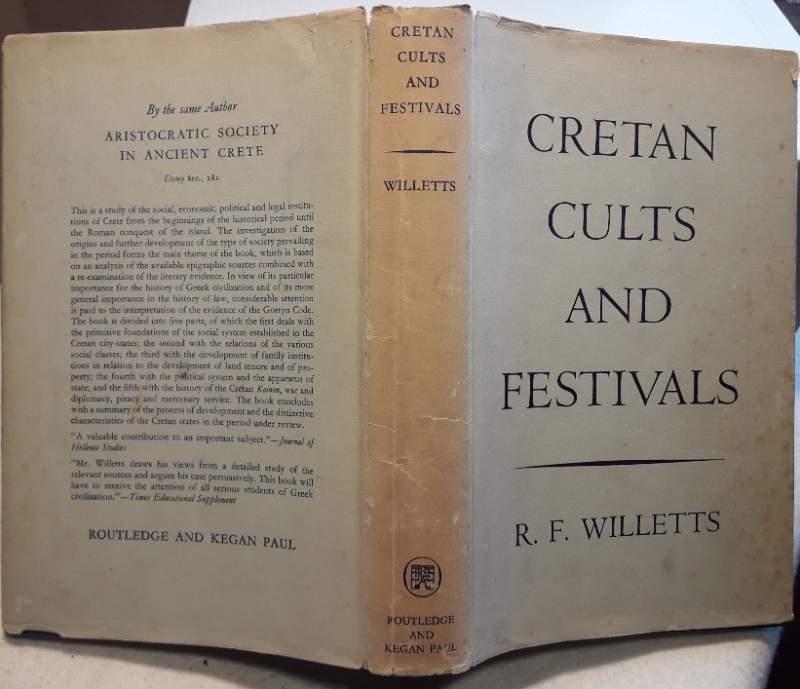 By the same Author
ARISTOCRATIC SOCIETY
IN ANCIENT CRETE
Demy 8vo., 28s.
This is a study of the social, economic, political and legal institu-
tions of Crete from the beginnings of the historical period until
the Roman conquest of the island. The investigation of the
origins and further development of the type of society prevailing
in the period forms the main theme of the book, which is based
on an analysis of the available epigraphic sources combined with
a re-examination of the literary evidence. In view of its particular
importance for the history of Greek civilization and of its more
general importance in the history of law, considerable attention
is paid to the interpretation of the evidence of the Gortyn Code.
The book is divided into five parts, of which the first deals with
the primitive foundations of the social system established in the
Cretan city-states; the second with the relations of the various
social classes; the third with the development of family institu-
tions in relation to the development of land tenure and of pro-
perty; the fourth with the political system and the apparatus of
state; and the fifth with the history of the Cretan Koinon, war and
diplomacy, piracy and mercenary service. The book concludes
with a summary of the process of development and the distinctive
characteristics of the Cretan states in the period under review.
"A valuable contribution to an important subject."—Journal of
Hellenic Studies
"Mr. Willetts draws his views from a detailed study of the
relevant sources and argues his case persuasively. This book will
have to receive the attention of all serious students of Greek
civilization."—Times Educational Supplement
ROUTLEDGE AND KEGAN PAUL
CRETAN
CULTS
AND
FESTIVALS
WILLETTS
ROUTLEDGE
AND
KEGAN PAUL
CRETAN
CULTS
AND
FESTIVALS
R. F. WILLETTS